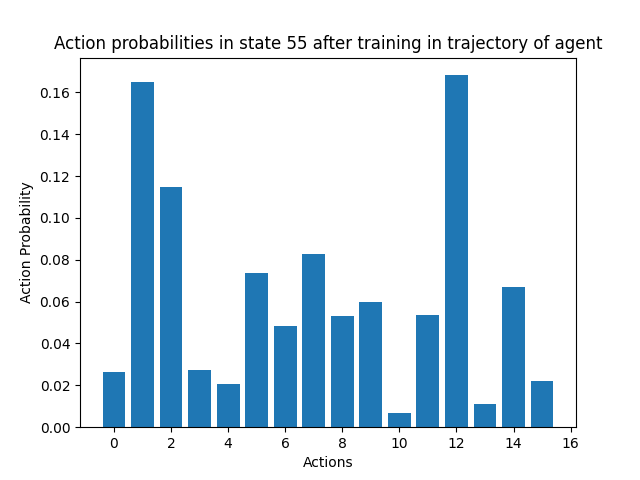 Action probabilities in state 55 after training in trajectory of agent
0.16
0.14
0.12
0.10
0.08
0.06
0.04
0.02
0.00
Action Probability
0 2 4 6 8 10 12 14 16
Actions